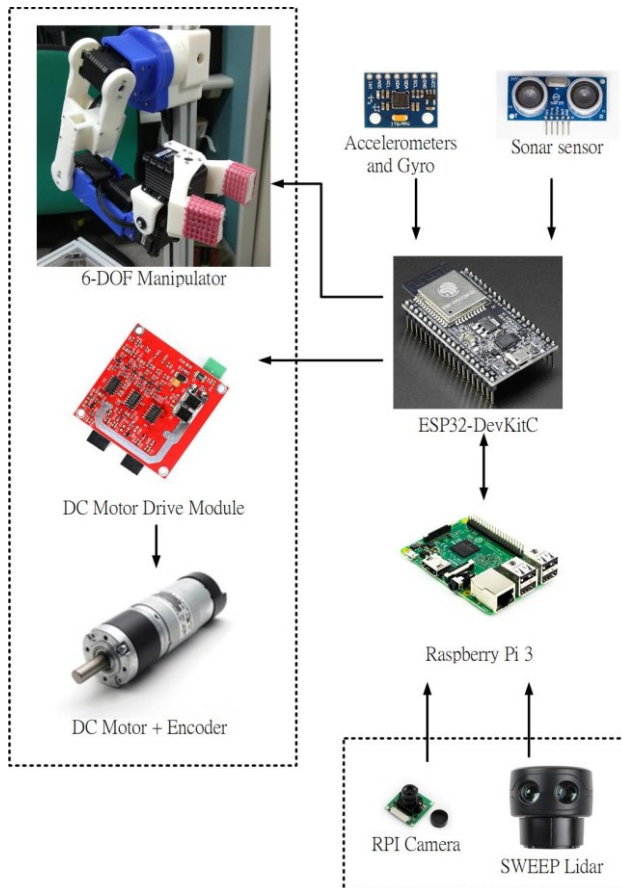 6-DOF Manipulator
Accelerometers
and Gyro
Sonar sensor
ESP32-DevKitC
DC Motor Drive Module
DC Motor + Encoder
Raspberry Pi 3
RPI Camera
SWEEP Lidar